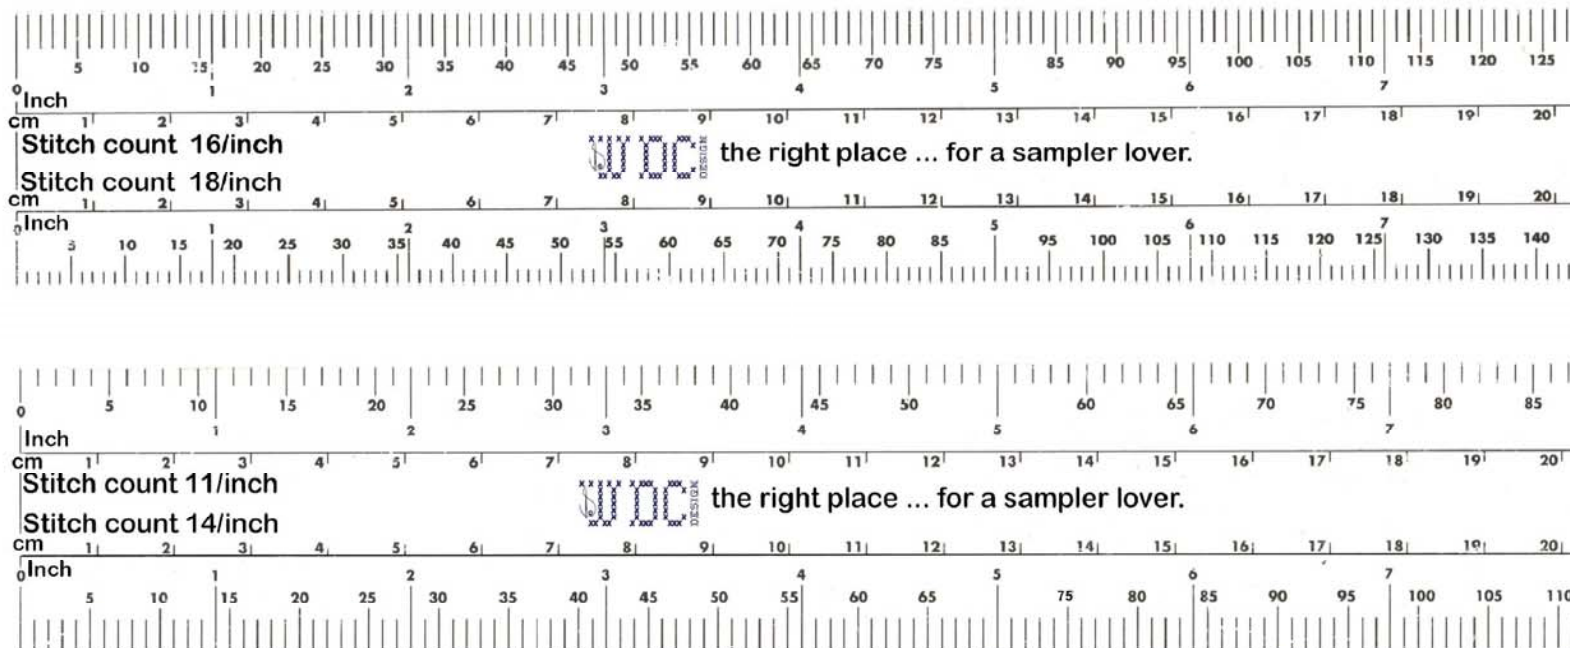 5 10 15 20 25 30 35 40 45 50 55 60 65 70 75 85 90 95 100 105 110 115 120 125
0 1 2 3 4 5 6 7
Inch
cm 1 2 3 4 5 6 7 8 9 10 11 12 13 14 15 16 17 18 19 20
Stitch count 16/inch
JJ DC DESIGN the right place ... for a sampler lover.
Stitch count 18/inch
cm 1 2 3 4 5 6 7 8 9 10 11 12 13 14 15 16 17 18 19 20
Inch
0 1 2 3 4 5 6 7
5 10 15 20 25 30 35 40 45 50 55 60 65 70 75 80 85 95 100 105 110 115 120 125 130 135 140
0 5 10 15 20 25 30 35 40 45 50 60 65 70 75 80 85
1 2 3 4 5 6 7
Inch
cm 1 2 3 4 5 6 7 8 9 10 11 12 13 14 15 16 17 18 19 20
Stitch count 11/inch
JJ DC DESIGN the right place ... for a sampler lover.
Stitch count 14/inch
cm 1 2 3 4 5 6 7 8 9 10 11 12 13 14 15 16 17 18 19 20
0 Inch 1 2 3 4 5 6 7
5 10 15 20 25 30 35 40 45 50 55 60 65 75 80 85 90 95 100 105 110